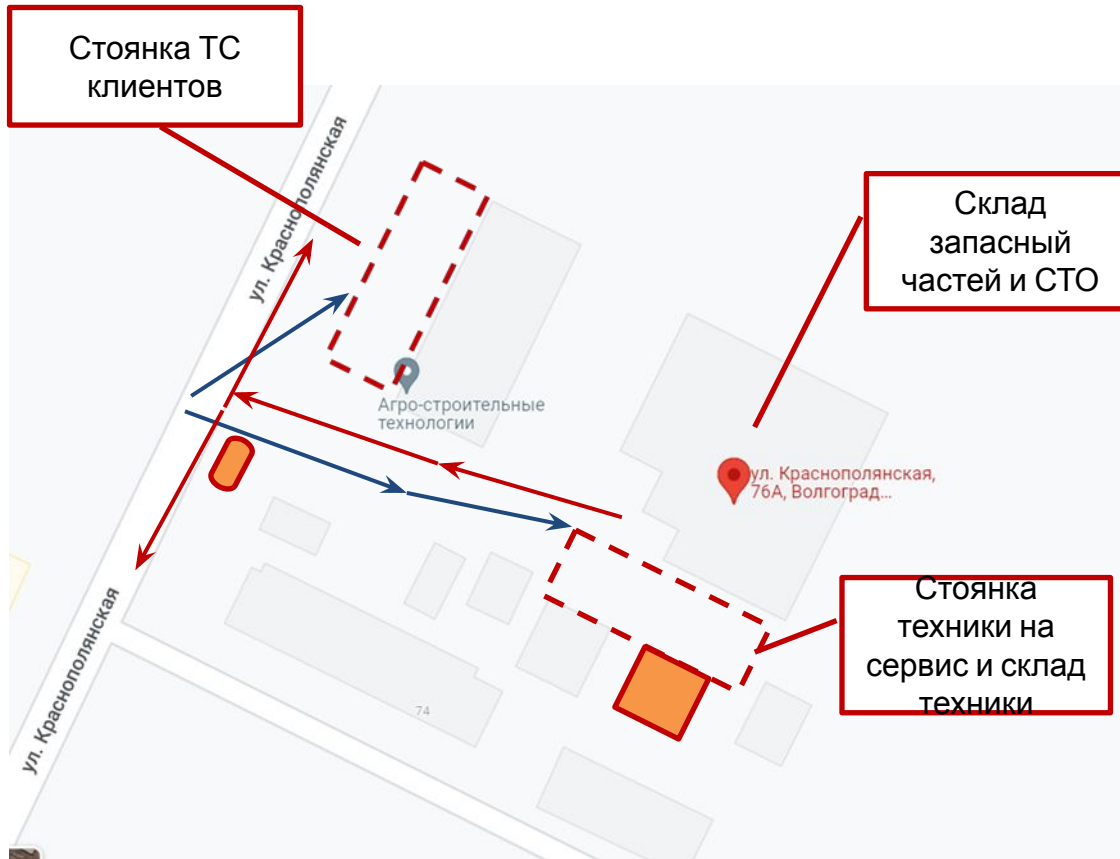 Стоянка ТС
клиентов
ул. Краснополянская
Склад
запасный
частей и СТО
Агро-строительные
технологии
ул. Краснополянская,
76А, Волгоград...
Стоянка
техники на
сервис и склад
техники
ул. Краснополянская
74